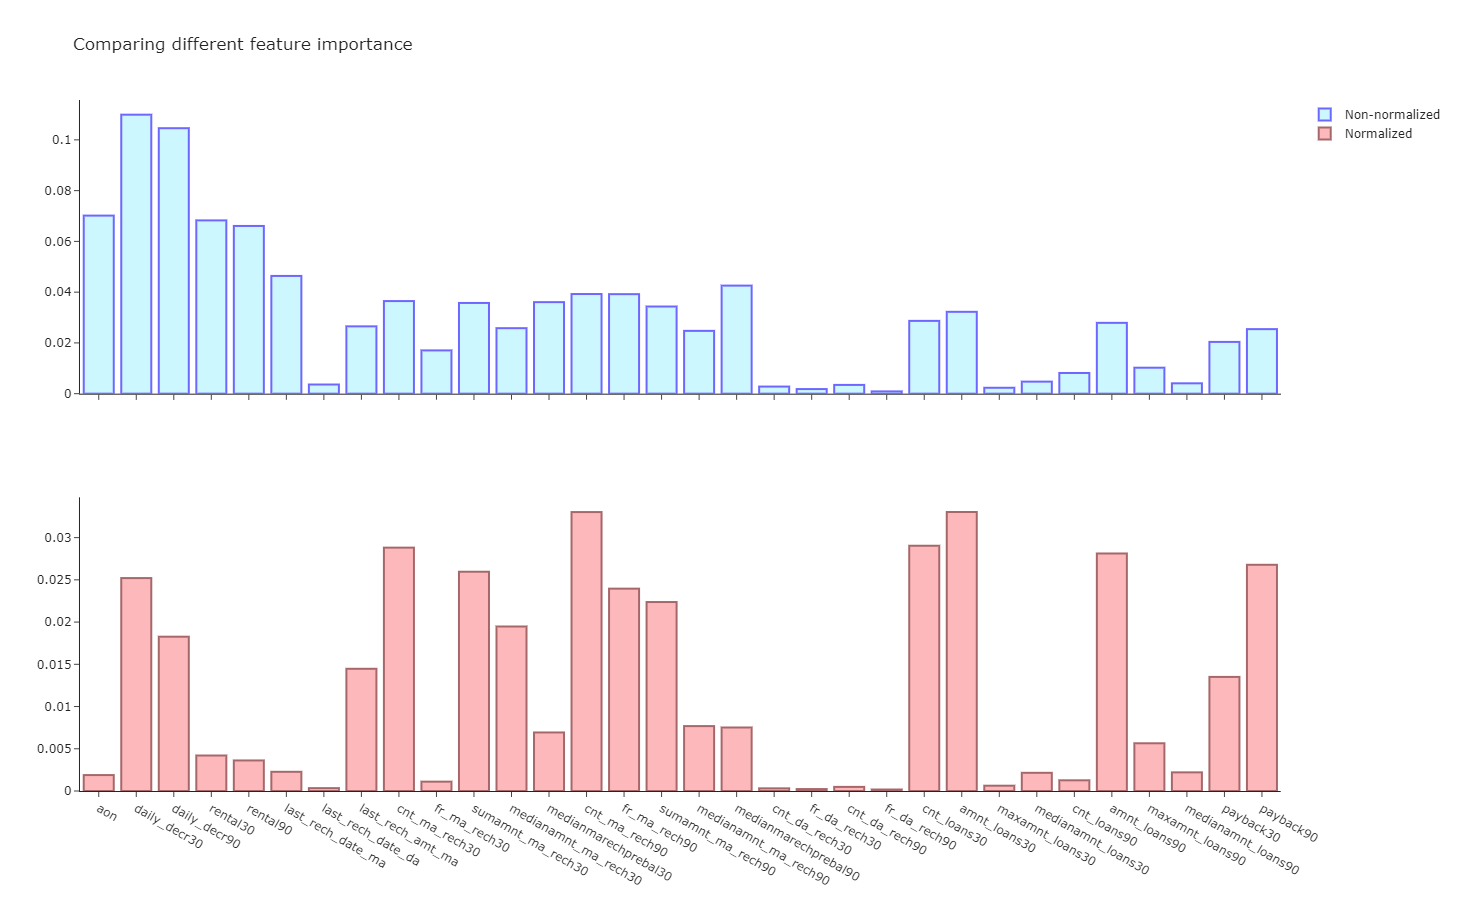 Comparing different feature importance
Non-normalized
Normalized
0.1
0.08
0.06
0.04
0.02
0
0.03
0.025
0.02
0.015
0.01
0.005
0
aon
daily_decr30
daily_decr90
rental30
rental90
last_rech_date_ma
last_rech_date_da
last_rech_amt_ma
cnt_ma_rech30
fr_ma_rech30
sumamnt_ma_rech30
medianamnt_ma_rech30
medianmarechprebal30
cnt_ma_rech90
fr_ma_rech90
sumamnt_ma_rech90
medianamnt_ma_rech90
medianmarechprebal90
cnt_da_rech30
fr_da_rech30
cnt_da_rech90
fr_da_rech90
cnt_loans30
amnt_loans30
maxamnt_loans30
medianamnt_loans30
cnt_loans90
amnt_loans90
maxamnt_loans90
medianamnt_loans90
payback30
payback90